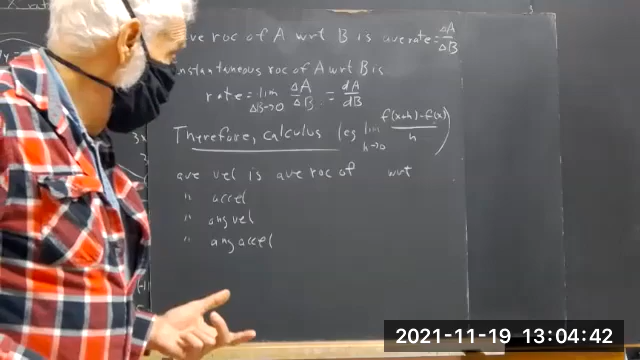 ave roc of A wrt B is ave rate = ΔA/ΔB
instantaneous roc of A wrt B is
rate = lim ΔB→0 ΔA/ΔB = dA/dB
Therefore, calculus (eg lim h→0 f(x+h)-f(x)/h)
ave vel is ave roc of wrt
" accel
" ang vel
" ang accel
2021-11-19 13:04:42